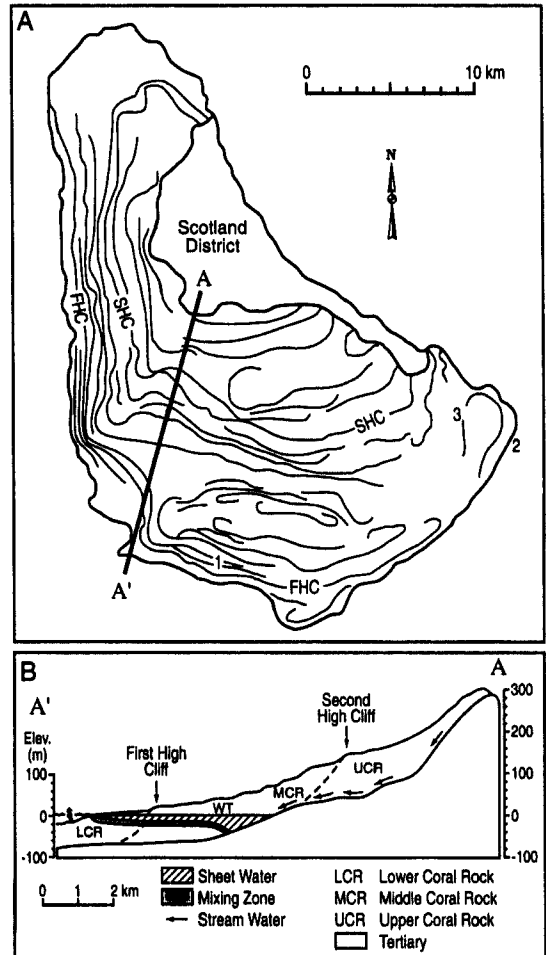 A
0 10 km
N
Scotland
District
A
FHC
SHC
SHC
3
2
1
FHC
A'
B
A'
A
Elev.
(m)
100
0
-100
First High
Cliff
Second
High Cliff
300
200
100
0
-100
UCR
MCR
WT
LCR
0 1 2 km
Sheet Water
Mixing Zone
Stream Water
LCR Lower Coral Rock
MCR Middle Coral Rock
UCR Upper Coral Rock
Tertiary